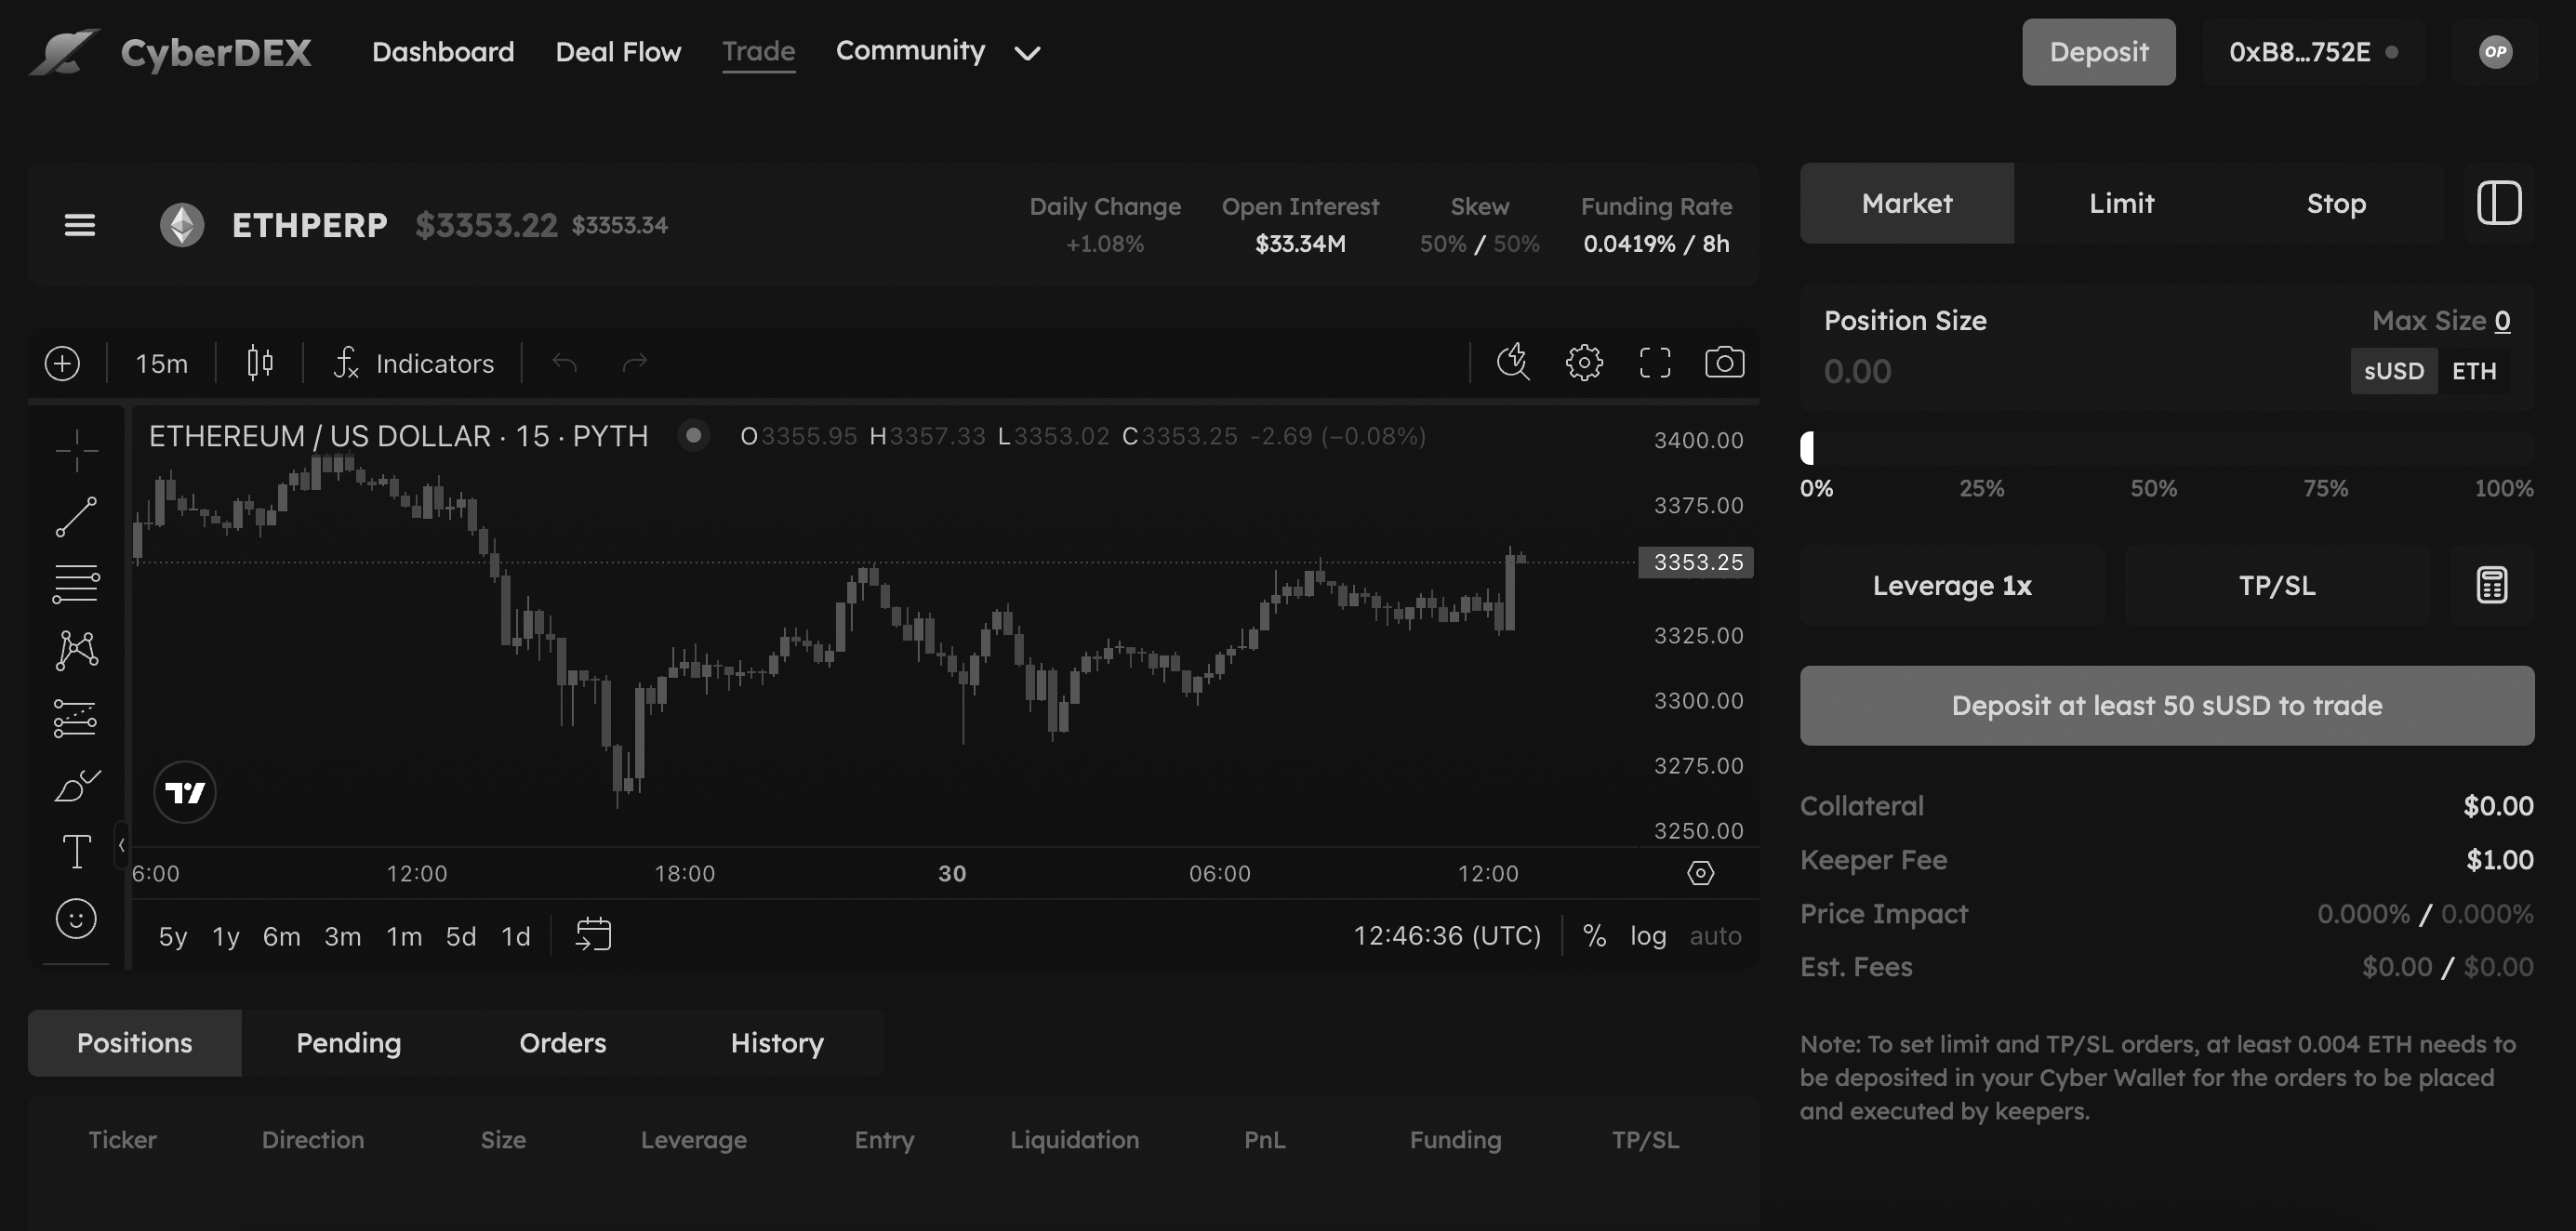 CyberDEX Dashboard Deal Flow Trade Community Deposit 0xB8...752E OP
ETHPERP $3353.22 $3353.34
Daily Change Open Interest Skew Funding Rate
+1.08% $33.34M 50% / 50% 0.0419% / 8h
15m Indicators
ETHEREUM / US DOLLAR · 15 · PYTH O3355.95 H3357.33 L3353.02 C3353.25 -2.69 (−0.08%)
3400.00
3375.00
3353.25
3325.00
3300.00
3275.00
3250.00
6:00 12:00 18:00 30 06:00 12:00
5y 1y 6m 3m 1m 5d 1d 12:46:36 (UTC) % log auto
Positions Pending Orders History
Ticker Direction Size Leverage Entry Liquidation PnL Funding TP/SL
Market Limit Stop
Position Size Max Size 0
0.00 sUSD ETH
0% 25% 50% 75% 100%
Leverage 1x TP/SL
Deposit at least 50 sUSD to trade
Collateral $0.00
Keeper Fee $1.00
Price Impact 0.000% / 0.000%
Est. Fees $0.00 / $0.00
Note: To set limit and TP/SL orders, at least 0.004 ETH needs to
be deposited in your Cyber Wallet for the orders to be placed
and executed by keepers.